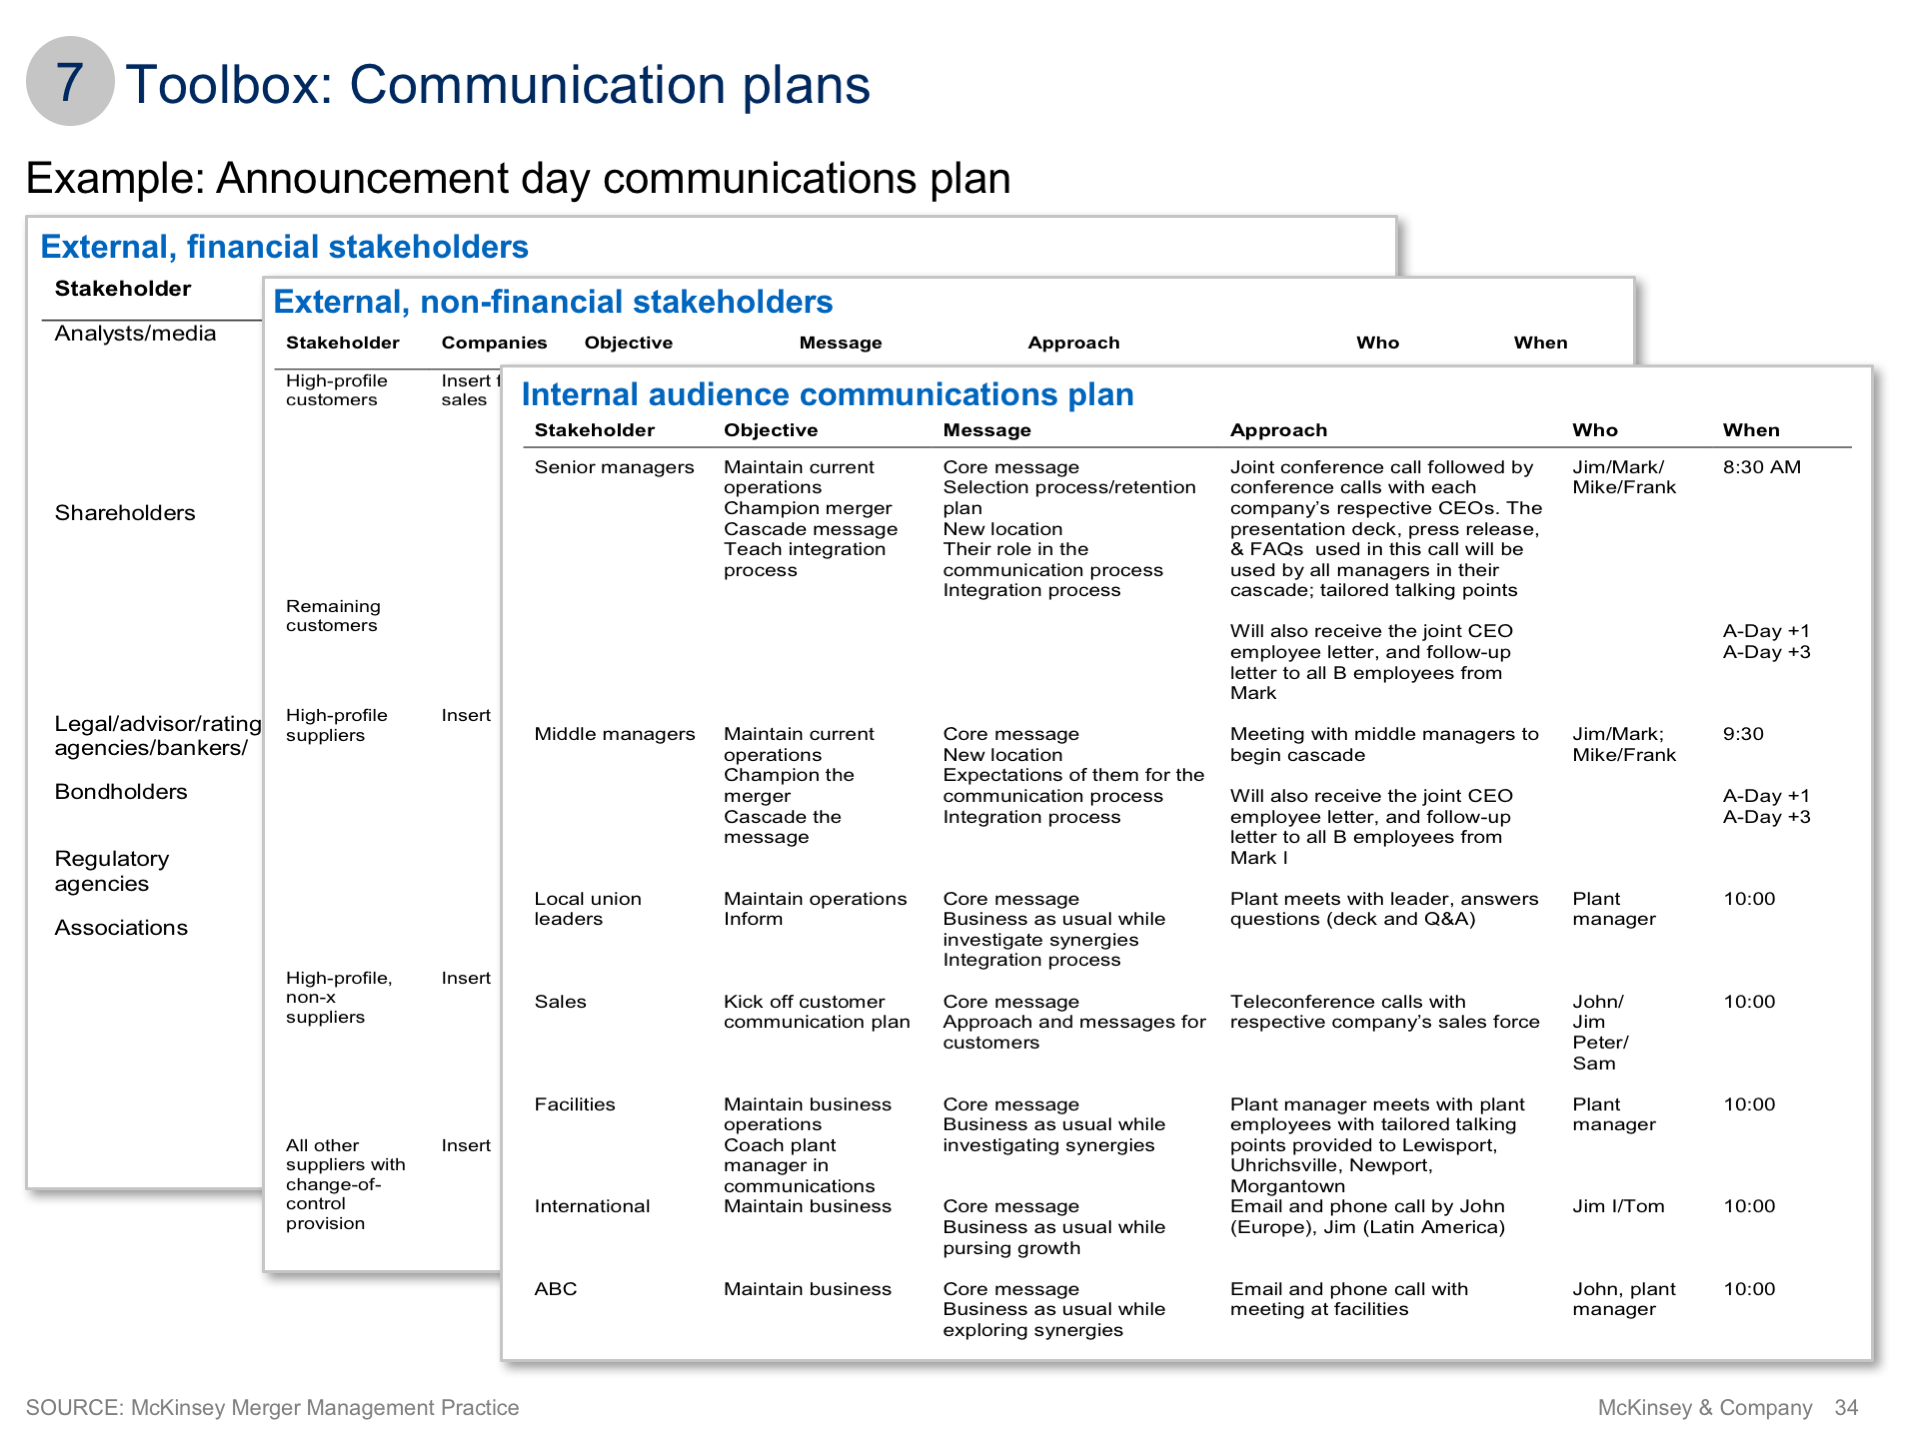 7 Toolbox: Communication plans
Example: Announcement day communications plan
External, financial stakeholders
Stakeholder
Analysts/media
Shareholders
Legal/advisor/rating
agencies/bankers/
Bondholders
Regulatory
agencies
Associations
External, non-financial stakeholders
Stakeholder Companies Objective Message Approach Who When
High-profile Insert
customers sales
Remaining
customers
High-profile Insert
suppliers
High-profile, Insert
non-x
suppliers
All other Insert
suppliers with
change-of-
control
provision
Internal audience communications plan
Stakeholder Objective Message Approach Who When
Senior managers Maintain current Core message Joint conference call followed by Jim/Mark/ 8:30 AM
operations Selection process/retention conference calls with each Mike/Frank
Champion merger plan company’s respective CEOs. The
Cascade message New location presentation deck, press release,
Teach integration Their role in the & FAQs used in this call will be
process communication process used by all managers in their
Integration process cascade; tailored talking points
Will also receive the joint CEO A-Day +1
employee letter, and follow-up A-Day +3
letter to all B employees from
Mark
Middle managers Maintain current Core message Meeting with middle managers to Jim/Mark; 9:30
operations New location begin cascade Mike/Frank
Champion the Expectations of them for the
merger communication process Will also receive the joint CEO A-Day +1
Cascade the Integration process employee letter, and follow-up A-Day +3
message letter to all B employees from
Mark I
Local union Maintain operations Core message Plant meets with leader, answers Plant 10:00
leaders Inform Business as usual while questions (deck and Q&A) manager
investigate synergies
Integration process
Sales Kick off customer Core message Teleconference calls with John/ 10:00
communication plan Approach and messages for respective company’s sales force Jim
customers Peter/
Sam
Facilities Maintain business Core message Plant manager meets with plant Plant 10:00
operations Business as usual while employees with tailored talking manager
Coach plant investigating synergies points provided to Lewisport,
manager in Uhrichsville, Newport,
communications Morgantown
International Maintain business Core message Email and phone call by John Jim I/Tom 10:00
Business as usual while (Europe), Jim (Latin America)
pursing growth
ABC Maintain business Core message Email and phone call with John, plant 10:00
Business as usual while meeting at facilities manager
exploring synergies
SOURCE: McKinsey Merger Management Practice
McKinsey & Company 34